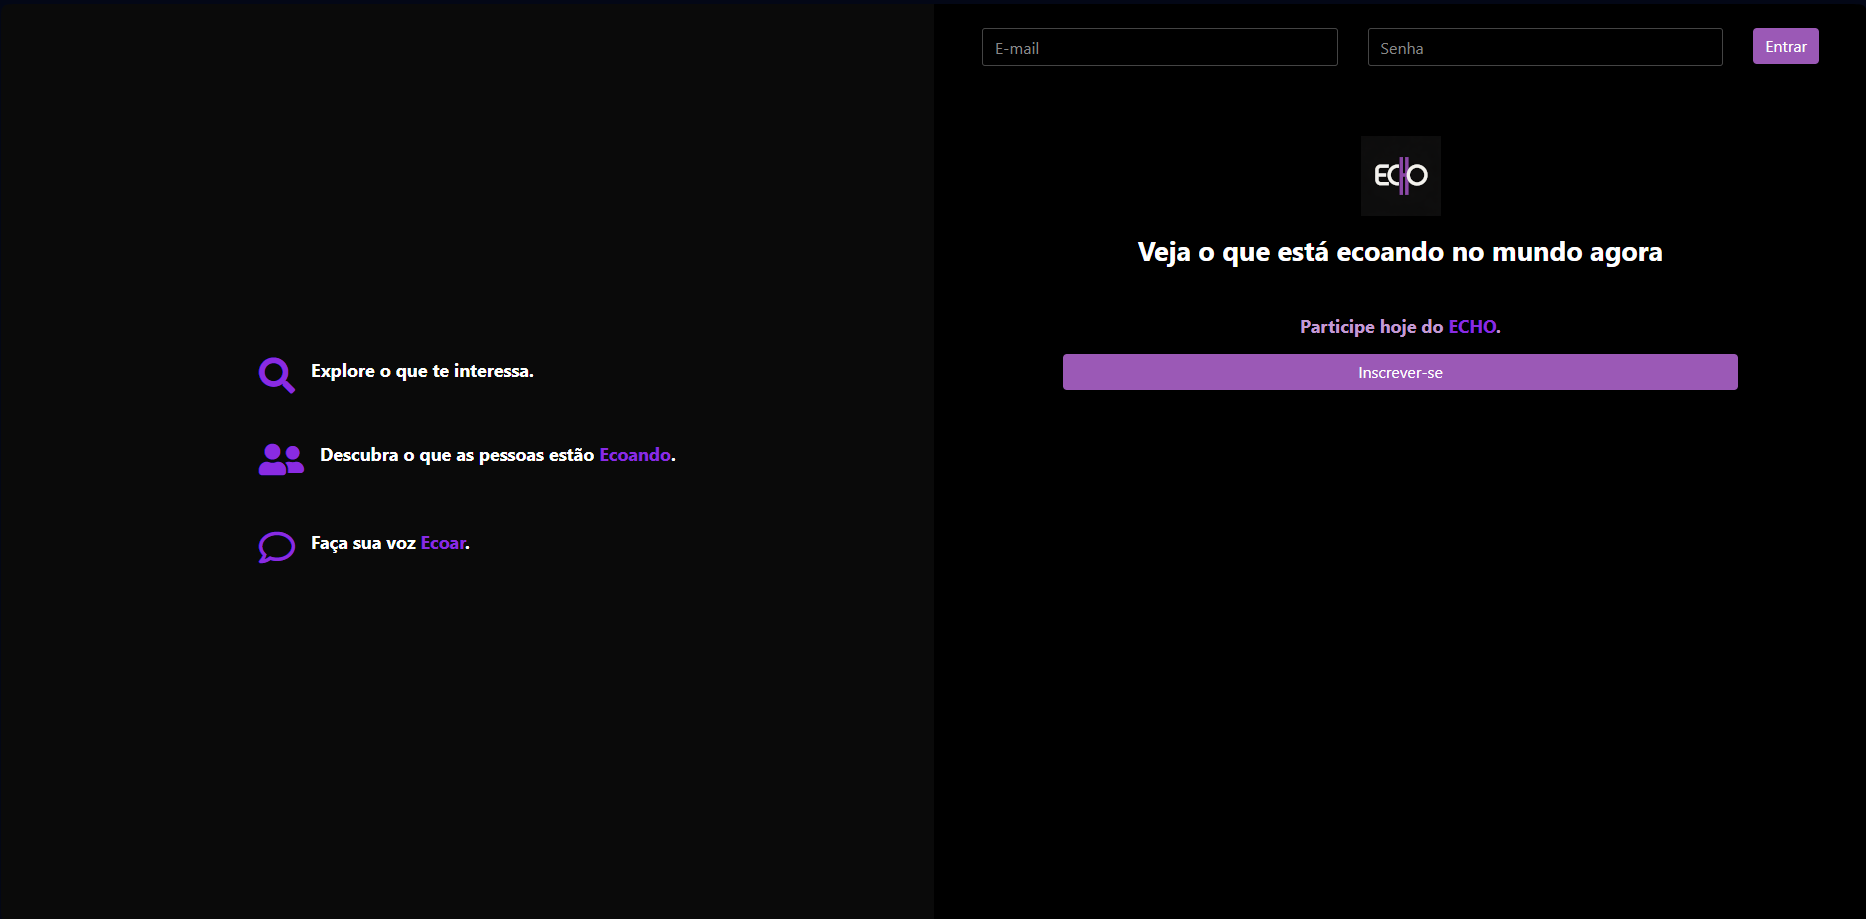 E-mail
Senha
Entrar
ECHO
Veja o que está ecoando no mundo agora
Participe hoje do ECHO.
Inscrever-se
Explore o que te interessa.
Descubra o que as pessoas estão Ecoando.
Faça sua voz Ecoar.